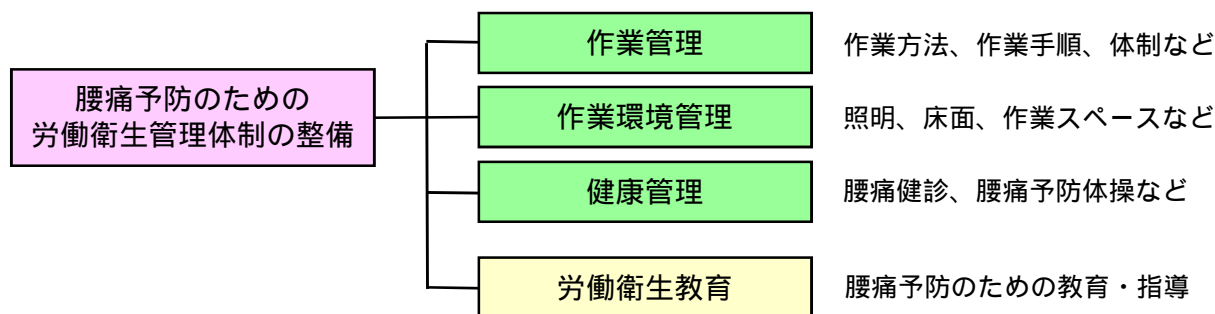 腰痛予防のための
労働衛生管理体制の整備
作業管理
作業方法、作業手順、体制など
作業環境管理
照明、床面、作業スペースなど
健康管理
腰痛健診、腰痛予防体操など
労働衛生教育
腰痛予防のための教育・指導